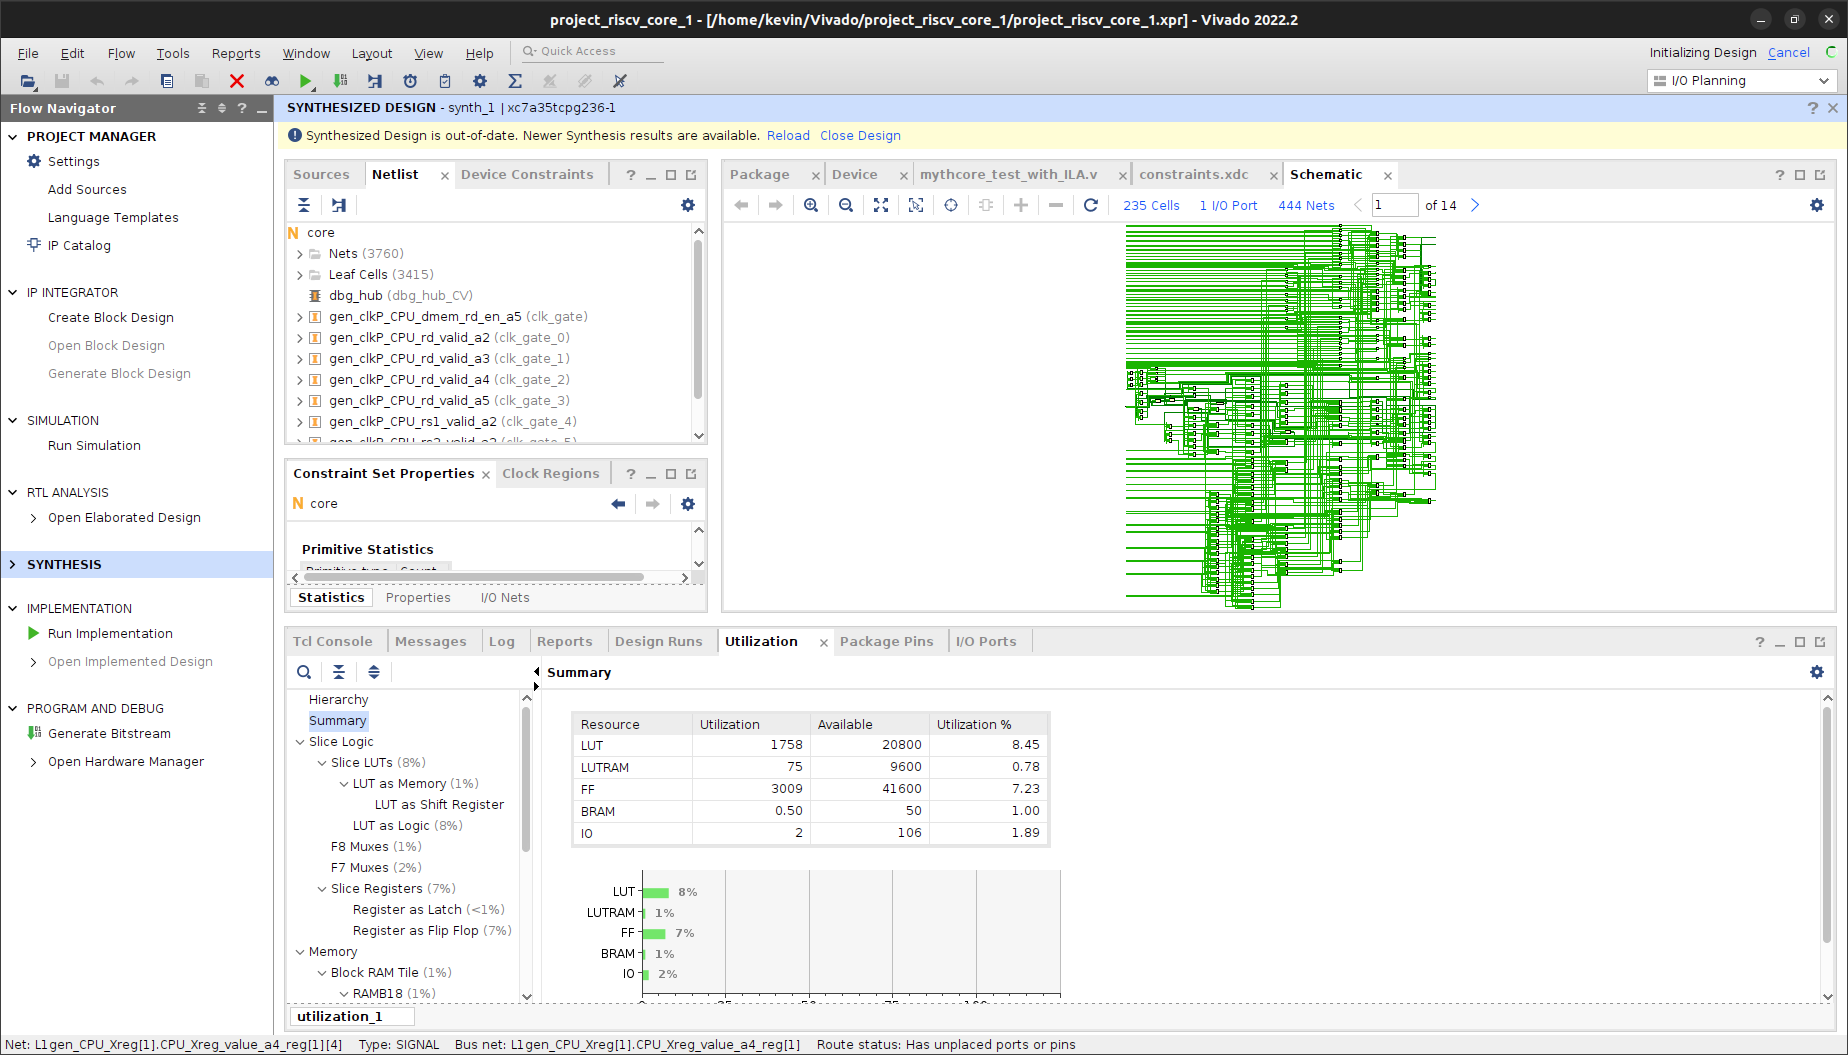 project_riscv_core_1 - [/home/kevin/Vivado/project_riscv_core_1/project_riscv_core_1.xpr] - Vivado 2022.2
File Edit Flow Tools Reports Window Layout View Help Quick Access
Initializing Design Cancel
I/O Planning
Flow Navigator
PROJECT MANAGER
Settings
Add Sources
Language Templates
IP Catalog
IP INTEGRATOR
Create Block Design
Open Block Design
Generate Block Design
SIMULATION
Run Simulation
RTL ANALYSIS
Open Elaborated Design
SYNTHESIS
IMPLEMENTATION
Run Implementation
Open Implemented Design
PROGRAM AND DEBUG
Generate Bitstream
Open Hardware Manager
SYNTHESIZED DESIGN - synth_1 | xc7a35tcpg236-1
Synthesized Design is out-of-date. Newer Synthesis results are available. Reload Close Design
Sources Netlist Device Constraints
core
Nets (3760)
Leaf Cells (3415)
dbg_hub (dbg_hub_CV)
gen_clkP_CPU_dmem_rd_en_a5 (clk_gate)
gen_clkP_CPU_rd_valid_a2 (clk_gate_0)
gen_clkP_CPU_rd_valid_a3 (clk_gate_1)
gen_clkP_CPU_rd_valid_a4 (clk_gate_2)
gen_clkP_CPU_rd_valid_a5 (clk_gate_3)
gen_clkP_CPU_rs1_valid_a2 (clk_gate_4)
gen_clkP_CPU_rs2_valid_a2 (clk_gate_5)
Constraint Set Properties Clock Regions
core
Primitive Statistics
Primitive type Count
Statistics Properties I/O Nets
Package Device mythcore_test_with_ILA.v constraints.xdc Schematic
235 Cells 1 I/O Port 444 Nets 1 of 14
Tcl Console Messages Log Reports Design Runs Utilization Package Pins I/O Ports
Hierarchy
Summary
Slice Logic
Slice LUTs (8%)
LUT as Memory (1%)
LUT as Shift Register
LUT as Logic (8%)
F8 Muxes (1%)
F7 Muxes (2%)
Slice Registers (7%)
Register as Latch (<1%)
Register as Flip Flop (7%)
Memory
Block RAM Tile (1%)
RAMB18 (1%)
Summary
Resource Utilization Available Utilization %
LUT 1758 20800 8.45
LUTRAM 75 9600 0.78
FF 3009 41600 7.23
BRAM 0.50 50 1.00
IO 2 106 1.89
LUT 8%
LUTRAM 1%
FF 7%
BRAM 1%
IO 2%
0 25 50 75 100
utilization_1
Net: L1gen_CPU_Xreg[1].CPU_Xreg_value_a4_reg[1][4] Type: SIGNAL Bus net: L1gen_CPU_Xreg[1].CPU_Xreg_value_a4_reg[1] Route status: Has unplaced ports or pins